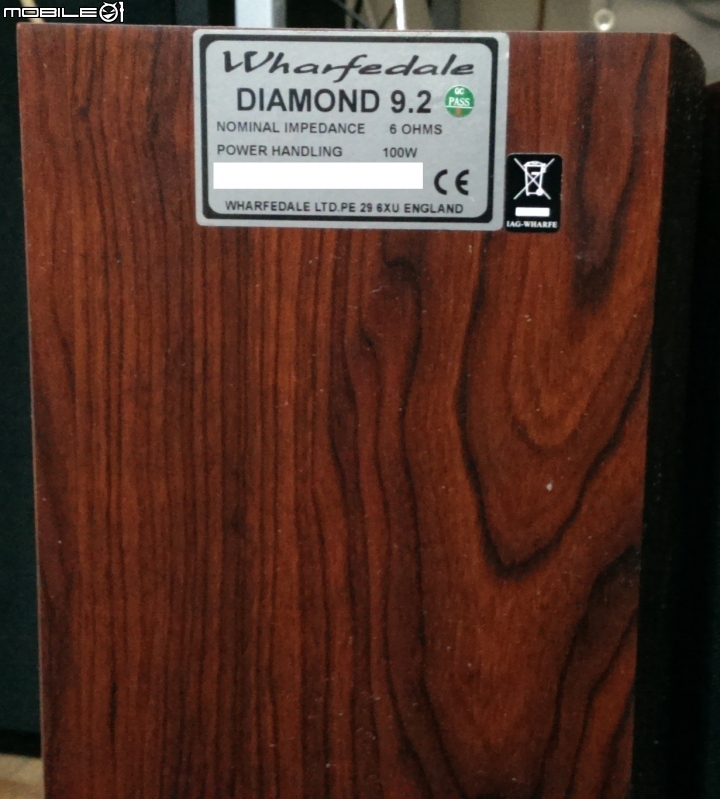 MOBILE01
Wharfedale
DIAMOND 9.2
QC
PASS
NOMINAL IMPEDANCE 6 OHMS
POWER HANDLING 100W
CE
WHARFEDALE LTD.PE 29 6XU ENGLAND
IAG-WHARFE